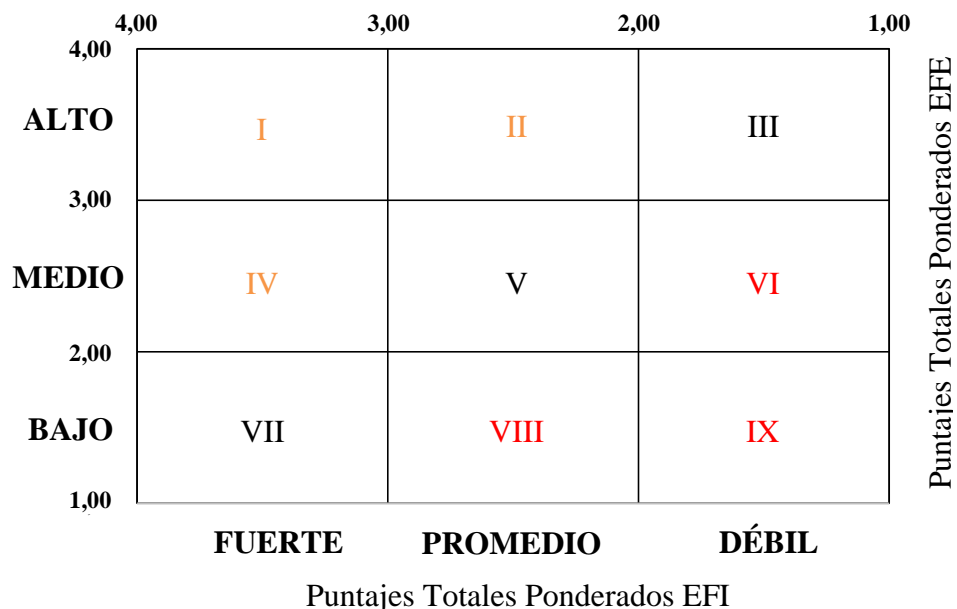 4,00 3,00 2,00 1,00
4,00
ALTO I II III
3,00
MEDIO IV V VI
2,00
BAJO VII VIII IX
1,00
FUERTE PROMEDIO DÉBIL
Puntajes Totales Ponderados EFI
Puntajes Totales Ponderados EFE